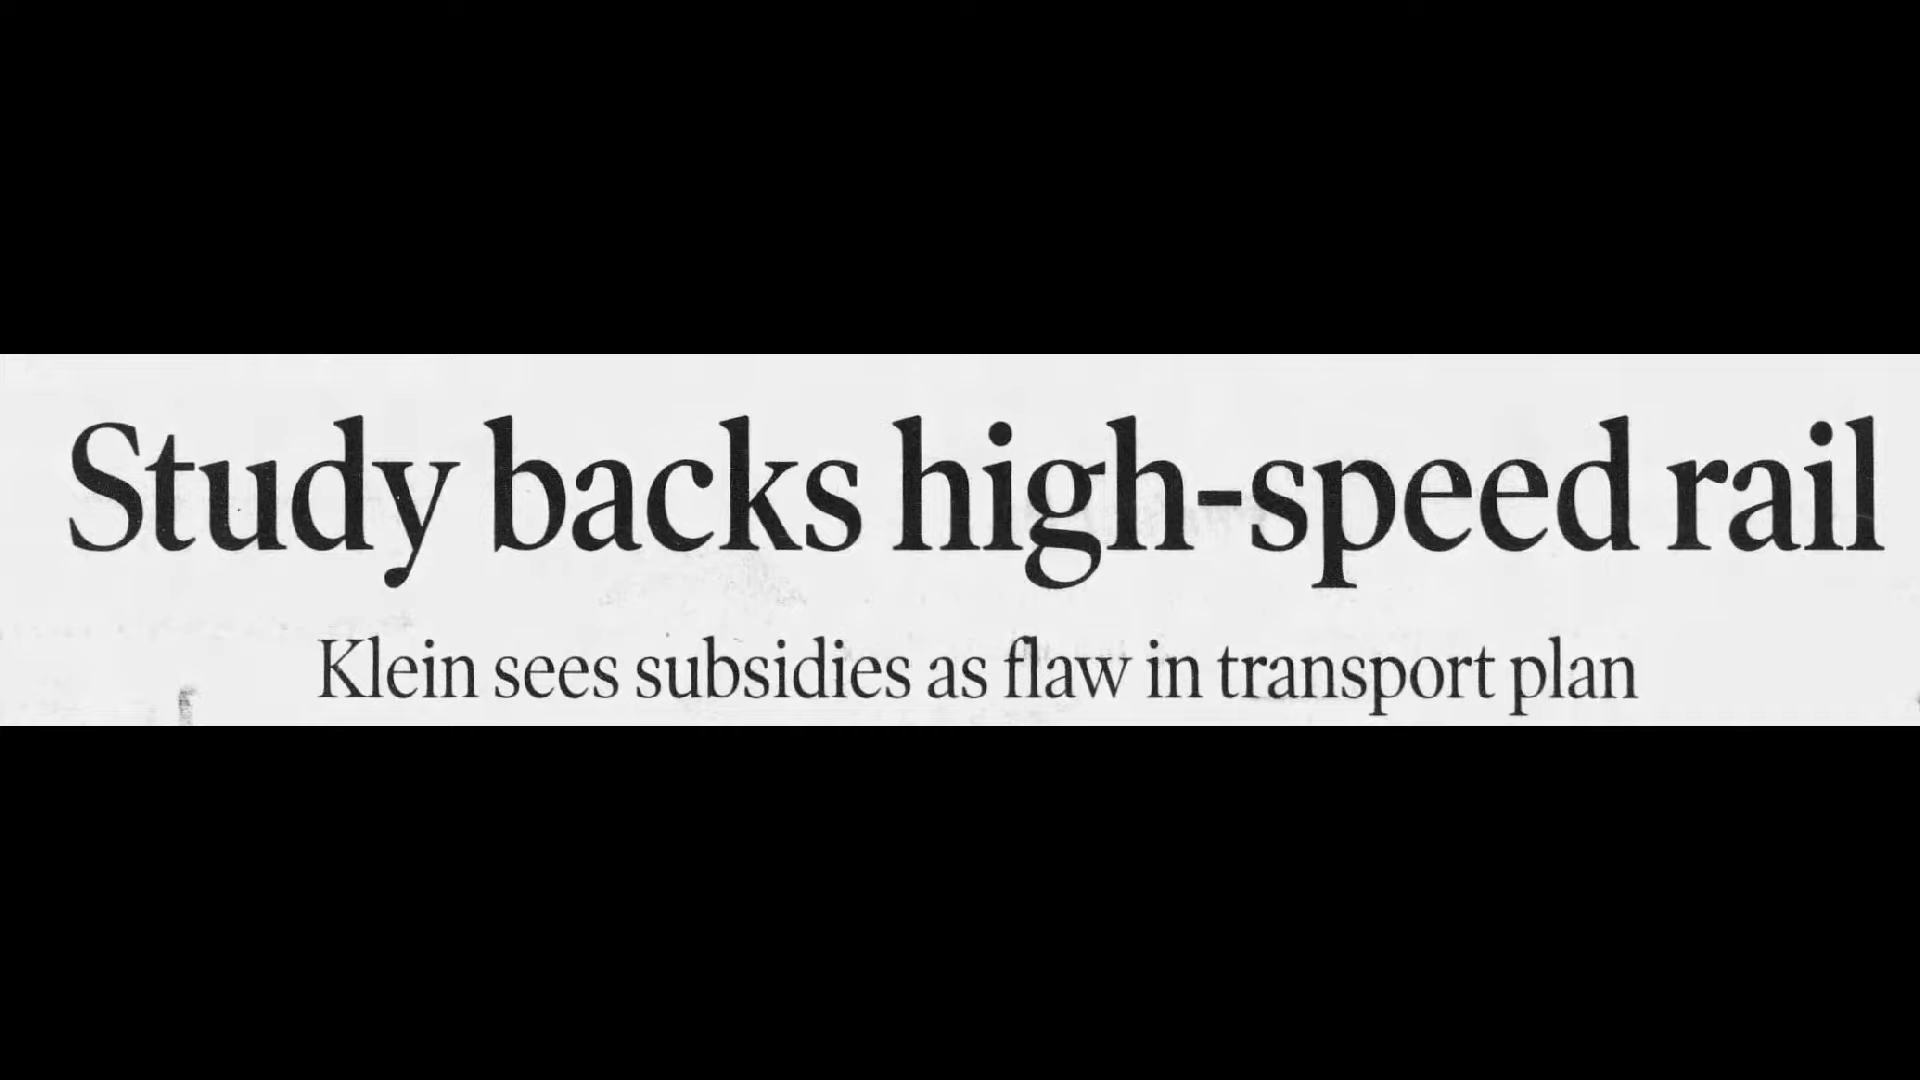 Study backs high-speed rail
Klein sees subsidies as flaw in transport plan